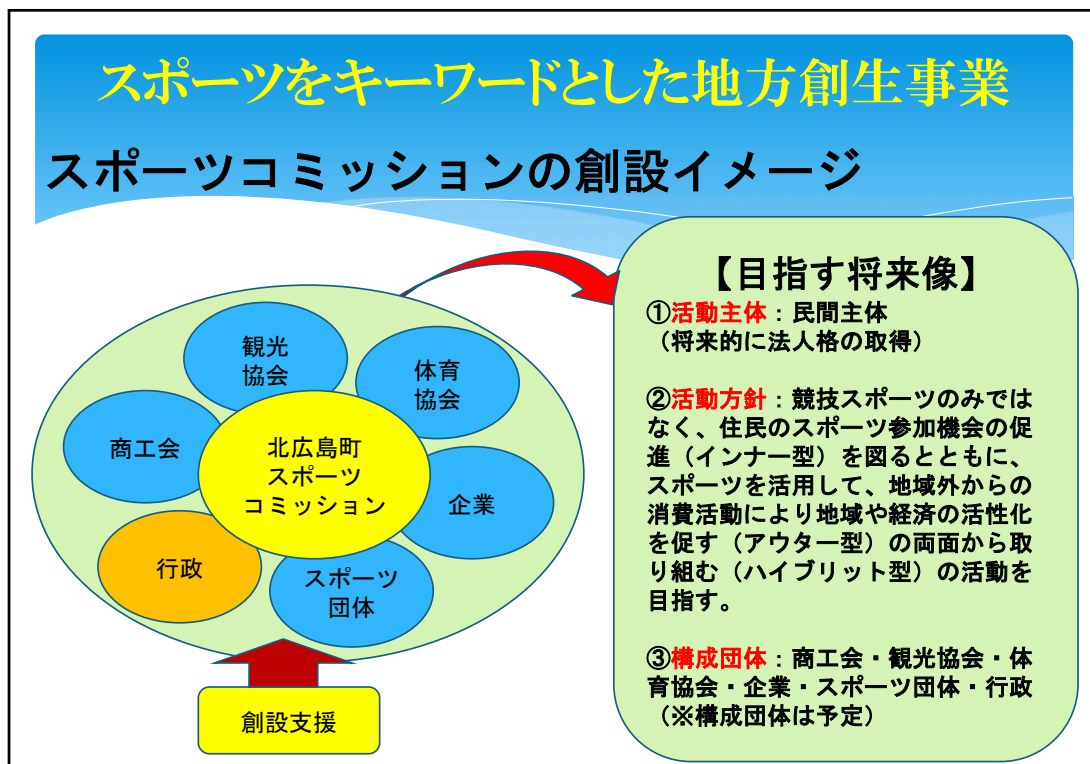 スポーツをキーワードとした地方創生事業
スポーツコミッションの創設イメージ
観光
協会
体育
協会
商工会
北広島町
スポーツ
コミッション
企業
行政
スポーツ
団体
創設支援
【目指す将来像】
①活動主体：民間主体
（将来的に法人格の取得）
②活動方針：競技スポーツのみでは
なく、住民のスポーツ参加機会の促
進（インナー型）を図るとともに、
スポーツを活用して、地域外からの
消費活動により地域や経済の活性化
を促す（アウター型）の両面から取
り組む（ハイブリット型）の活動を
目指す。
③構成団体：商工会・観光協会・体
育協会・企業・スポーツ団体・行政
（※構成団体は予定）